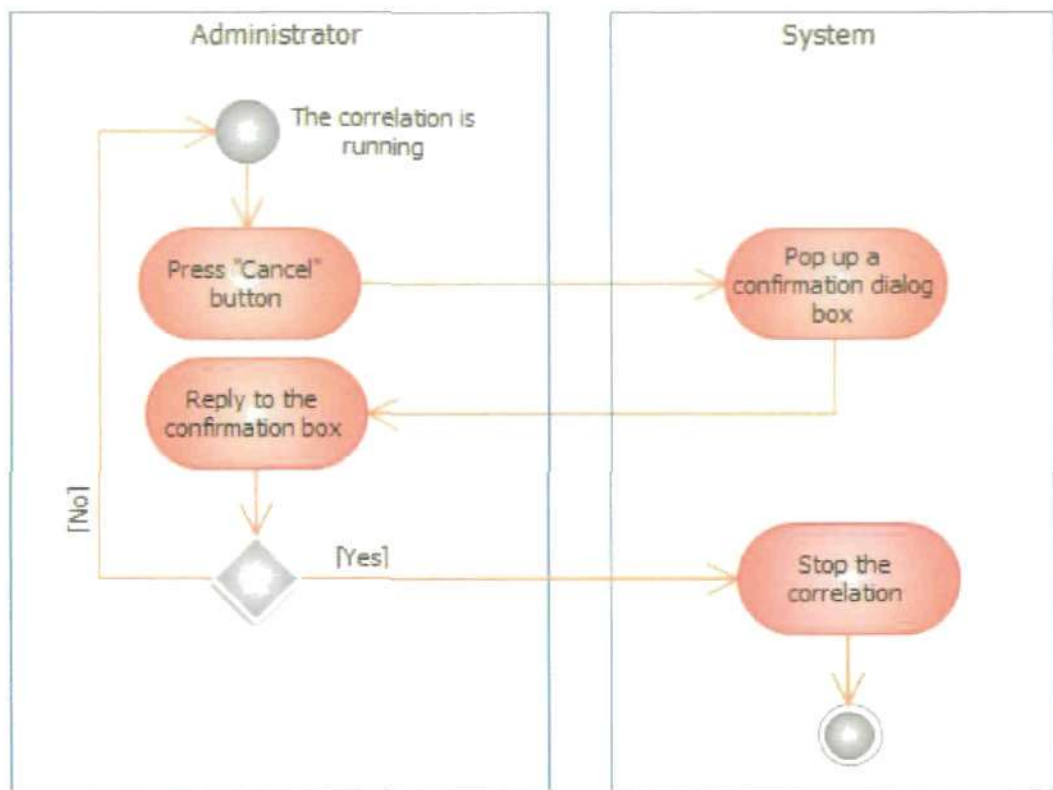 Administrator
System
The correlation is
running
Press "Cancel"
button
Pop up a
confirmation dialog
box
Reply to the
confirmation box
[No]
[Yes]
Stop the
correlation